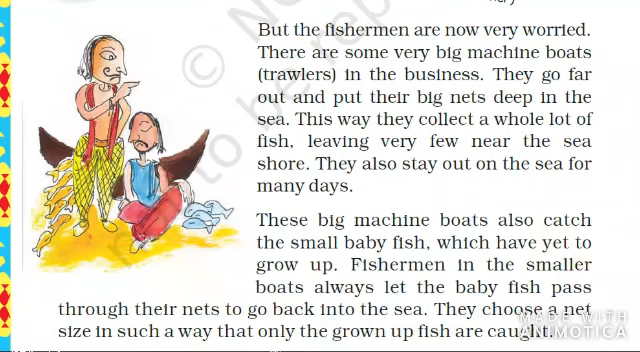 But the fishermen are now very worried.
There are some very big machine boats
(trawlers) in the business. They go far
out and put their big nets deep in the
sea. This way they collect a whole lot of
fish, leaving very few near the sea
shore. They also stay out on the sea for
many days.
These big machine boats also catch
the small baby fish, which have yet to
grow up. Fishermen in the smaller
boats always let the baby fish pass
through their nets to go back into the sea. They choose a net
size in such a way that only the grown up fish are caught.
MADE WITH
KINEMOTICA